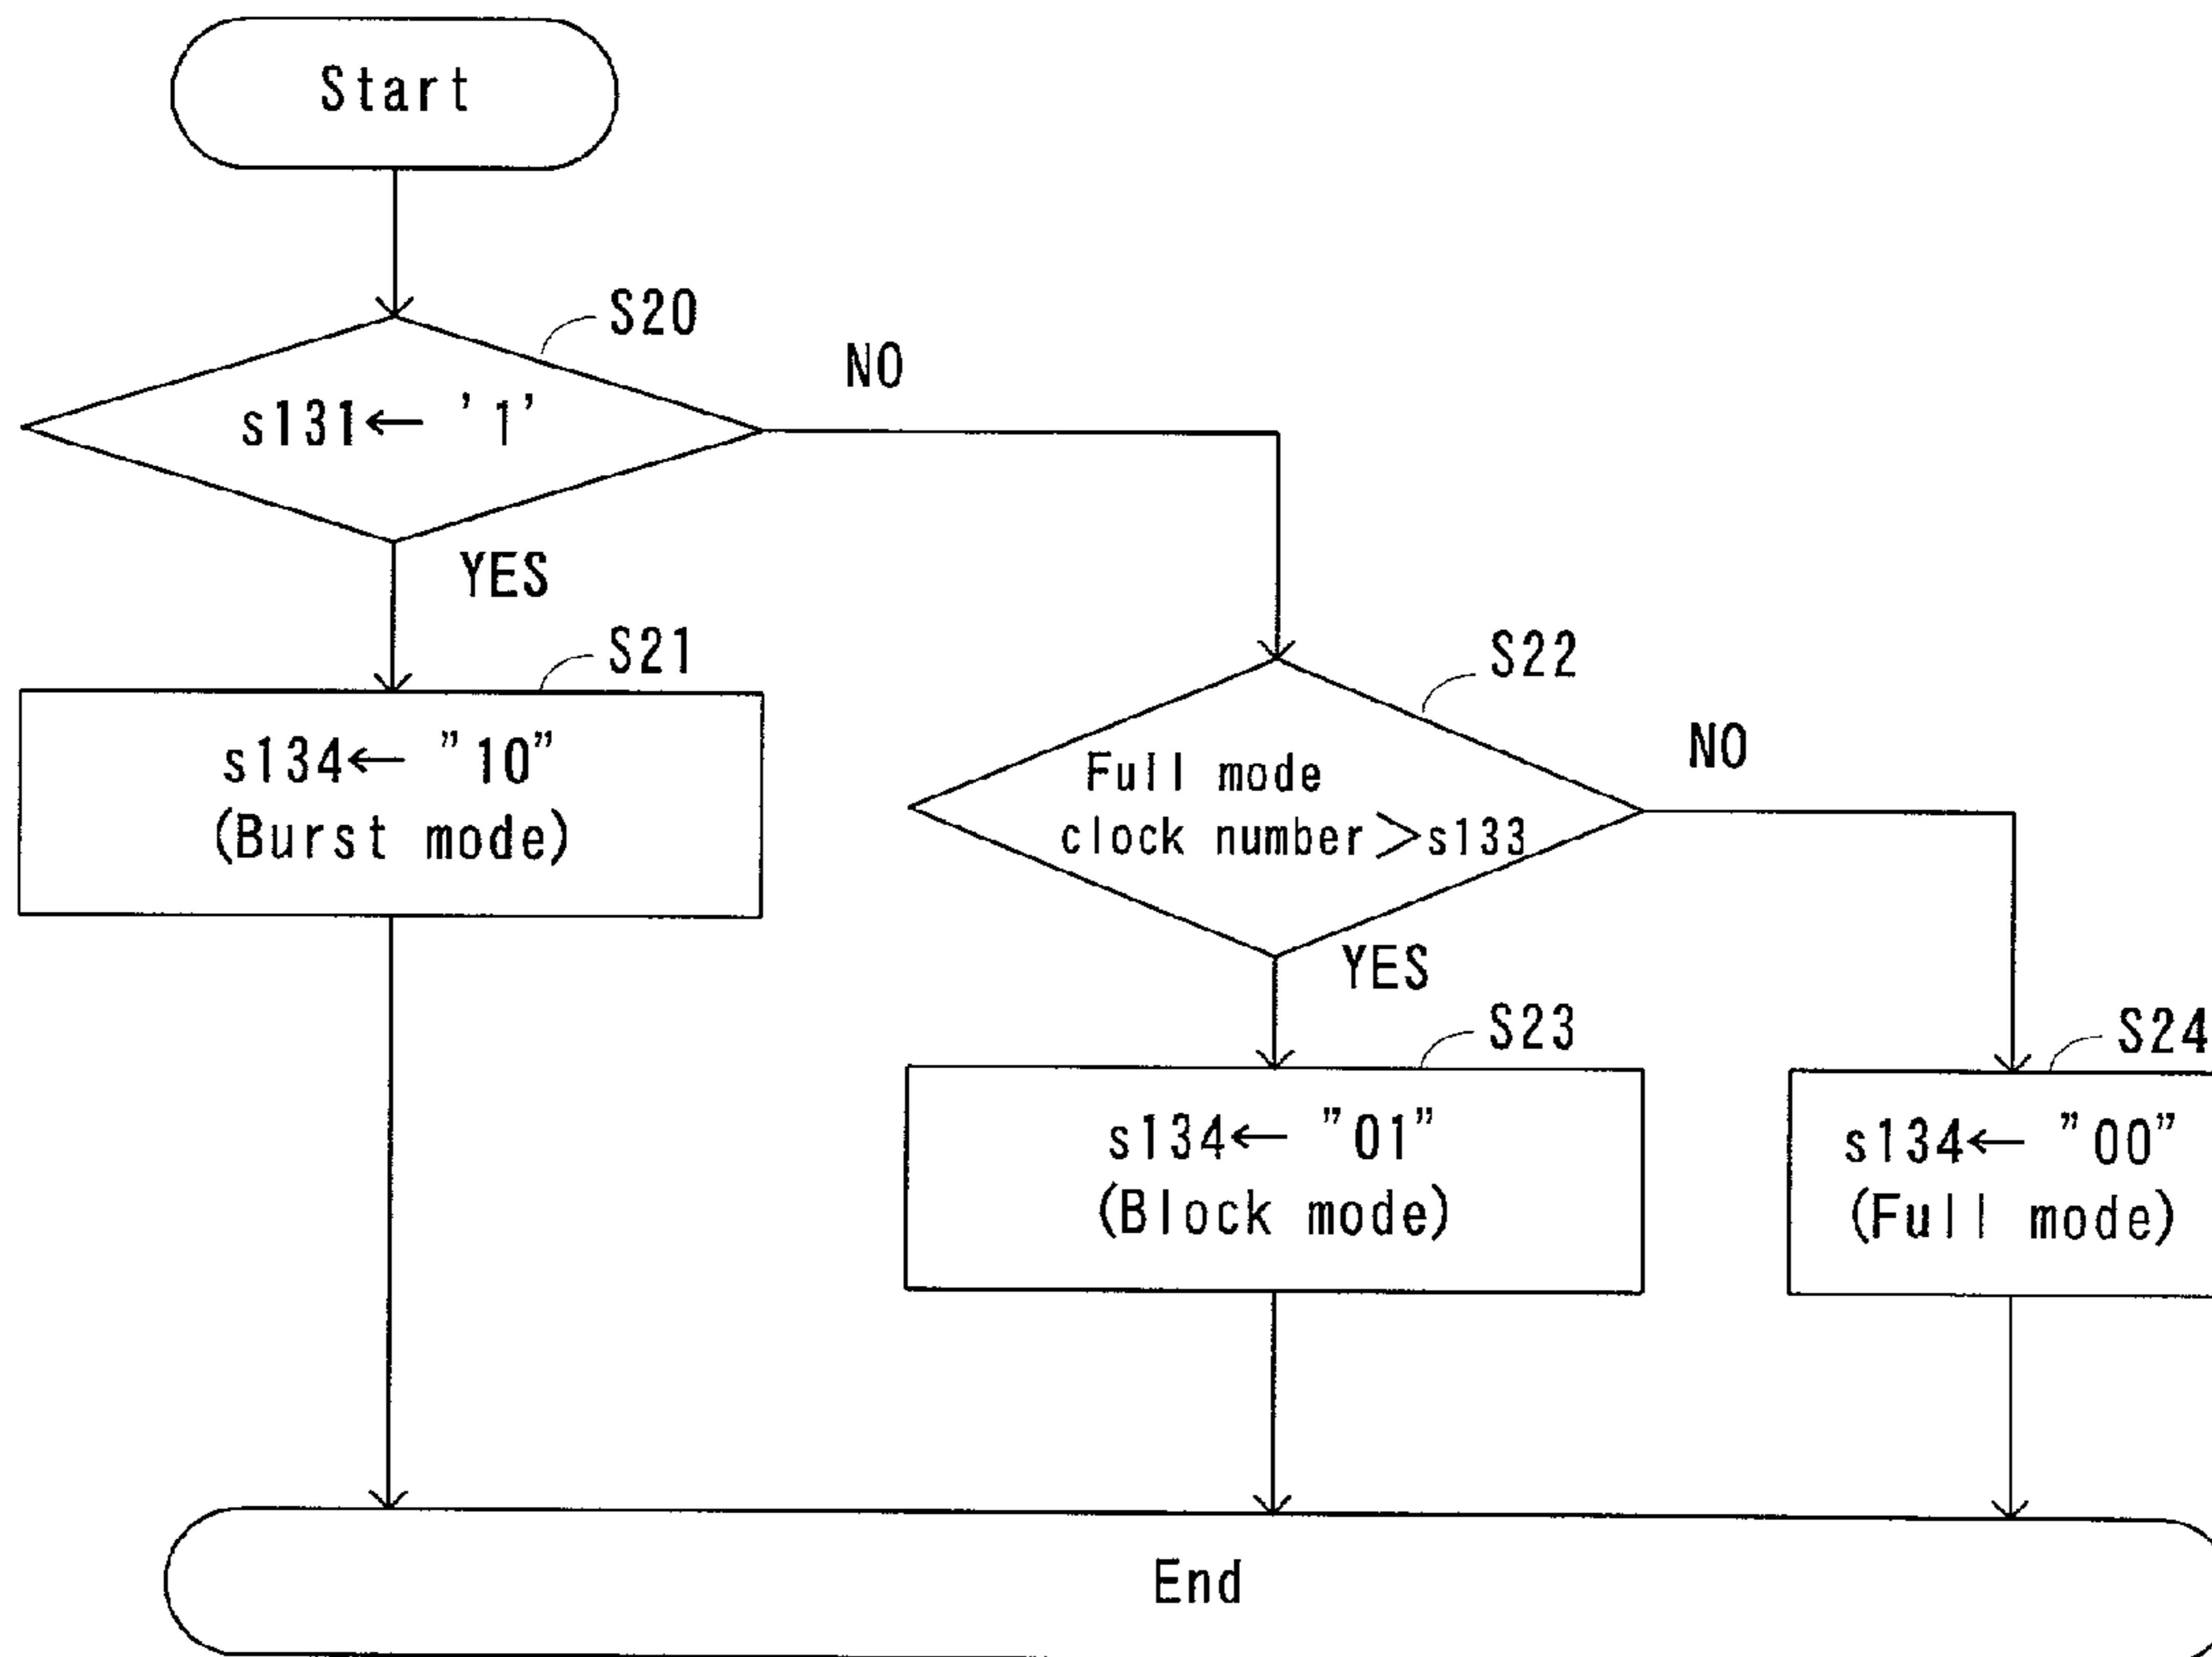 Start
S20
s131← '1'
NO
YES
S21
s134← "10"
(Burst mode)
S22
Full mode
clock number>s133
NO
YES
S23
s134← "01"
(Block mode)
S24
s134← "00"
(Full mode)
End